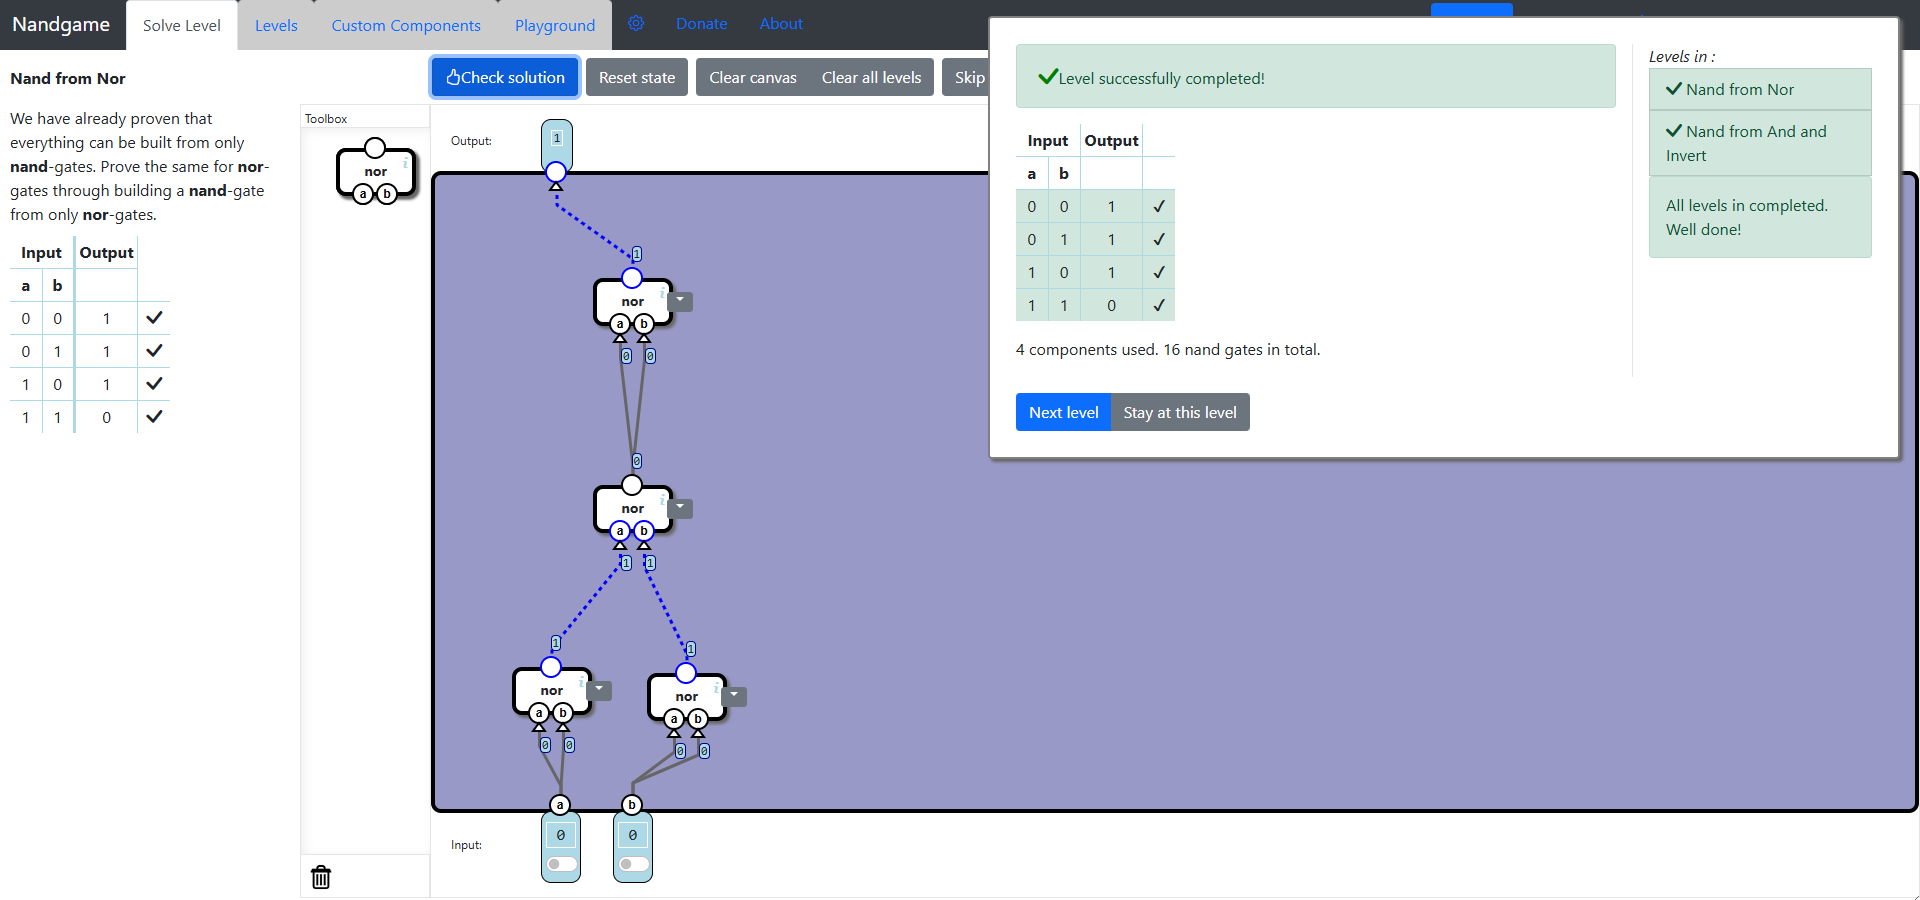 Nandgame
Solve Level
Levels
Custom Components
Playground
Donate
About
Nand from Nor
We have already proven that
everything can be built from only
nand-gates. Prove the same for nor-
gates through building a nand-gate
from only nor-gates.
Input Output
a b
0 0 1
0 1 1
1 0 1
1 1 0
Check solution
Reset state
Clear canvas
Clear all levels
Skip
Toolbox
nor
i
a b
Output:
1
1
nor
i
a b
0 0
0
nor
i
a b
1 1
1
nor
i
a b
0 0
1
nor
i
a b
0 0
a
b
Input:
0
0
Level successfully completed!
Input Output
a b
0 0 1
0 1 1
1 0 1
1 1 0
4 components used. 16 nand gates in total.
Next level
Stay at this level
Levels in :
Nand from Nor
Nand from And and
Invert
All levels in completed.
Well done!